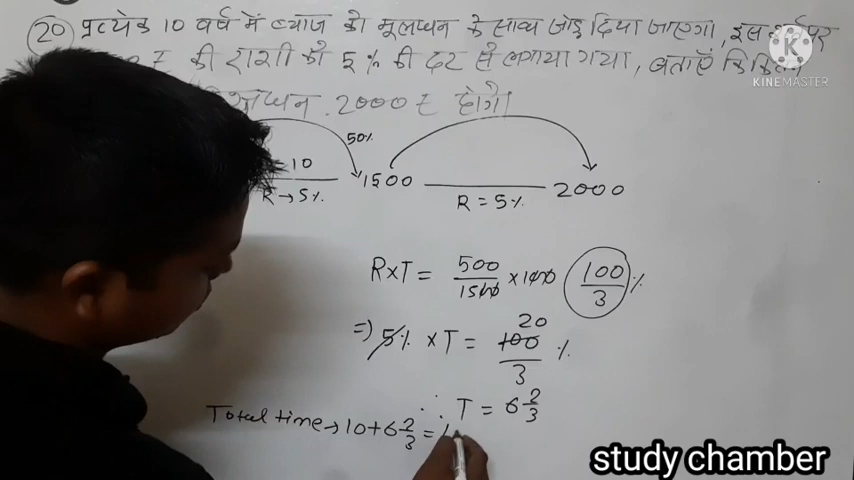 (20) प्रत्येक 10 वर्ष में ब्याज को मूलधन के साथ जोड़ दिया जाएगा, इस शर्त पर
₹ की राशी को 5% की दर से लगाया गया, बताएँ कि कितने
2000 ₹ होगी।
50%
10
R → 5%
1500
R = 5%
2000
R×T = 500/1500 × 100 (100/3)%
⇒ 5% × T = 100/3 %
20
∴ T = 6 2/3
Total time → 10 + 6 2/3 = 1
KINEMASTER
study chamber